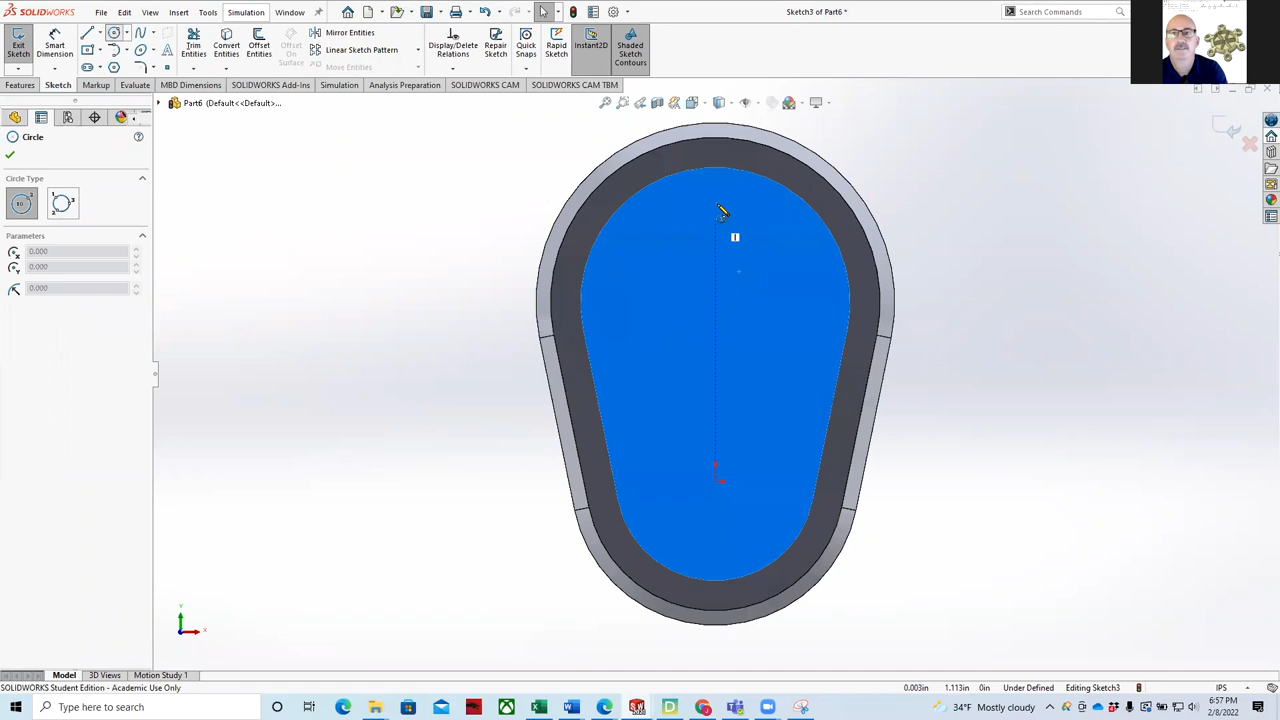 SOLIDWORKS File Edit View Insert Tools Simulation Window Sketch3 of Part6 * Search Commands
Exit Sketch Smart Dimension Trim Entities Convert Entities Offset Entities Offset On Surface Mirror Entities Linear Sketch Pattern Move Entities Display/Delete Relations Repair Sketch Quick Snaps Rapid Sketch Instant2D Shaded Sketch Contours
Features Sketch Markup Evaluate MBD Dimensions SOLIDWORKS Add-Ins Simulation Analysis Preparation SOLIDWORKS CAM SOLIDWORKS CAM TBM
Part6 (Default<<Default>...
Circle
Circle Type
Parameters
0.000
0.000
0.000
Y
X
Model 3D Views Motion Study 1
SOLIDWORKS Student Edition - Academic Use Only 0.003in 1.113in 0in Under Defined Editing Sketch3 IPS
Type here to search 34°F Mostly cloudy 6:57 PM
2/8/2022